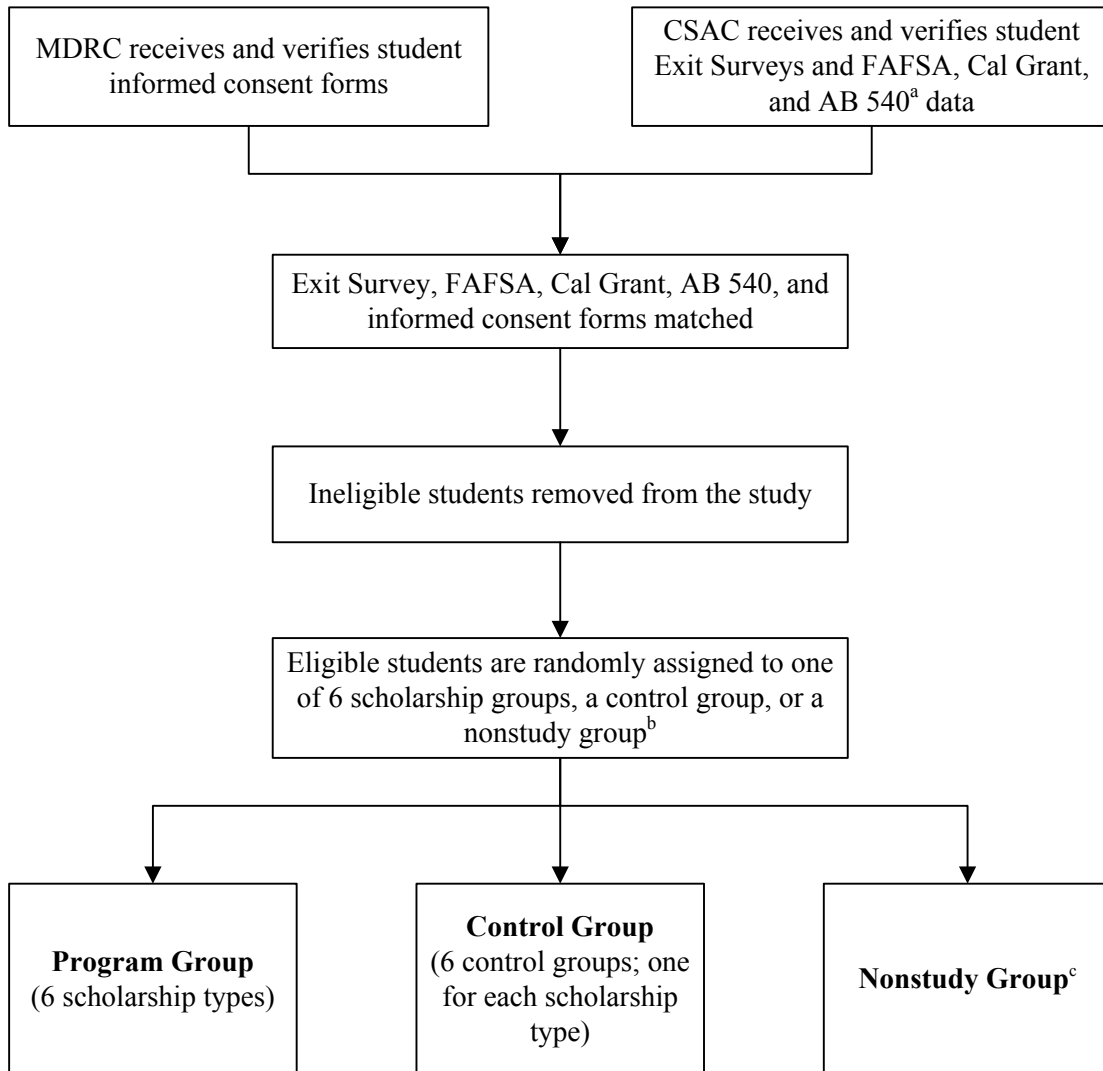 MDRC receives and verifies student
informed consent forms
CSAC receives and verifies student
Exit Surveys and FAFSA, Cal Grant,
and AB 540a data
Exit Survey, FAFSA, Cal Grant, AB 540, and
informed consent forms matched
Ineligible students removed from the study
Eligible students are randomly assigned to one
of 6 scholarship groups, a control group, or a
nonstudy groupb
Program Group
(6 scholarship types)
Control Group
(6 control groups; one
for each scholarship
type)
Nonstudy Groupc